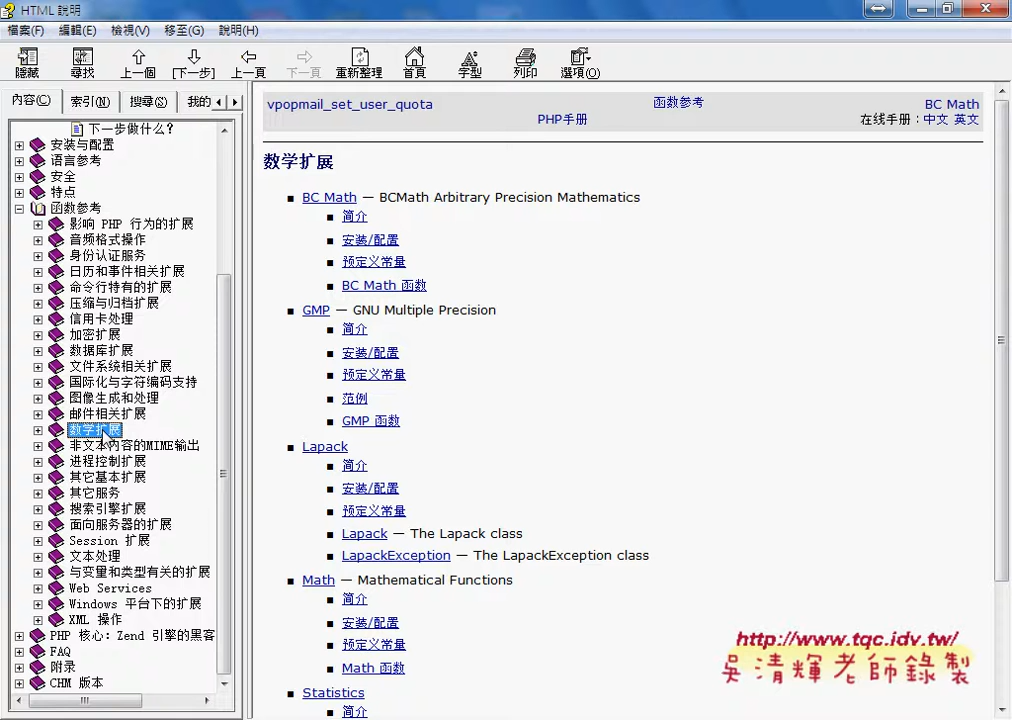 HTML 說明
檔案(F) 編輯(E) 檢視(V) 移至(G) 說明(H)
隱藏 尋找 上一個 [下一步] 上一頁 下一頁 重新整理 首頁 字型 列印 選項(O)
內容(C) 索引(N) 搜尋(S) 我的
下一步做什么？
安装与配置
语言参考
安全
特点
函数参考
影响 PHP 行为的扩展
音频格式操作
身份认证服务
日历和事件相关扩展
命令行特有的扩展
压缩与归档扩展
信用卡处理
加密扩展
数据库扩展
文件系统相关扩展
国际化与字符编码支持
图像生成和处理
邮件相关扩展
数学扩展
非文本内容的MIME输出
进程控制扩展
其它基本扩展
其它服务
搜索引擎扩展
面向服务器的扩展
Session 扩展
文本处理
与变量和类型有关的扩展
Web Services
Windows 平台下的扩展
XML 操作
PHP 核心：Zend 引擎的黑客
FAQ
附录
CHM 版本
vpopmail_set_user_quota 函数参考 BC Math
PHP手册 在线手册：中文 英文
数学扩展
BC Math — BCMath Arbitrary Precision Mathematics
简介
安装/配置
预定义常量
BC Math 函数
GMP — GNU Multiple Precision
简介
安装/配置
预定义常量
范例
GMP 函数
Lapack
简介
安装/配置
预定义常量
Lapack — The Lapack class
LapackException — The LapackException class
Math — Mathematical Functions
简介
安装/配置
预定义常量
Math 函数
Statistics
简介
http://www.tqc.idv.tw/
吳清輝老師錄製